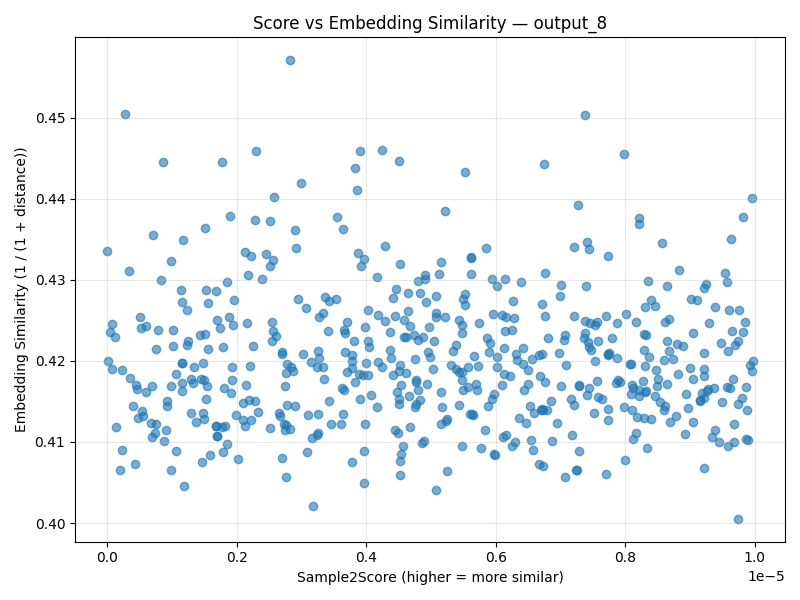 Score vs Embedding Similarity — output_8
Embedding Similarity (1 / (1 + distance))
0.45
0.44
0.43
0.42
0.41
0.40
0.0 0.2 0.4 0.6 0.8 1.0
1e−5
Sample2Score (higher = more similar)